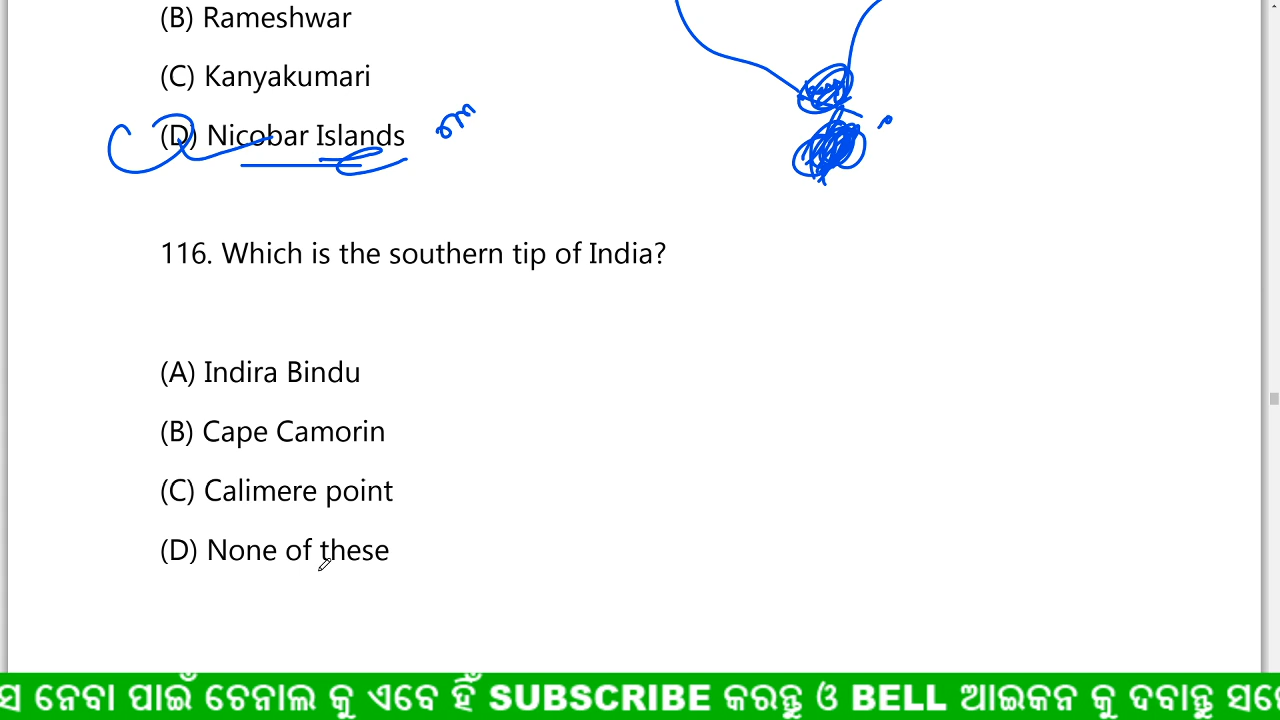 (B) Rameshwar
(C) Kanyakumari
(D) Nicobar Islands
116. Which is the southern tip of India?
(A) Indira Bindu
(B) Cape Camorin
(C) Calimere point
(D) None of these
ନେବା ପାଇଁ ଚେନାଲ କୁ ଏବେ ହିଁ SUBSCRIBE କରନ୍ତୁ ଓ BELL ଆଇକନ କୁ ଦବାନ୍ତୁ